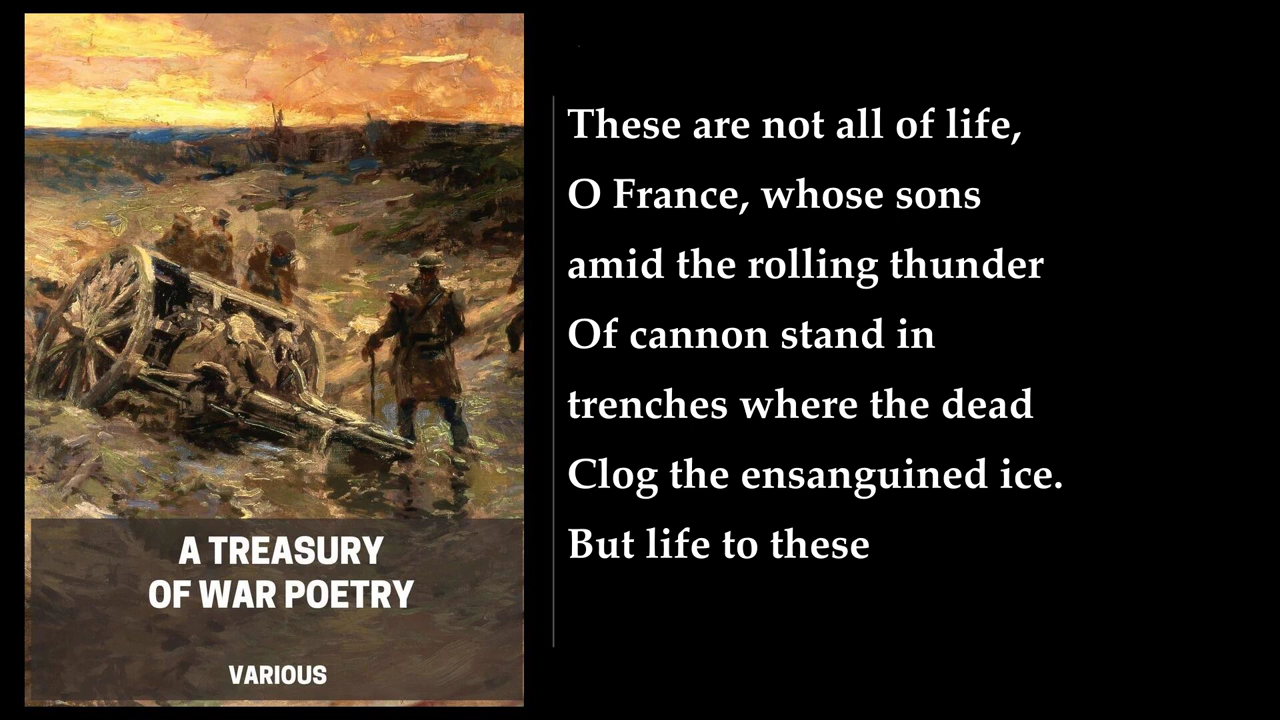 A TREASURY
OF WAR POETRY
VARIOUS
These are not all of life,
O France, whose sons
amid the rolling thunder
Of cannon stand in
trenches where the dead
Clog the ensanguined ice.
But life to these